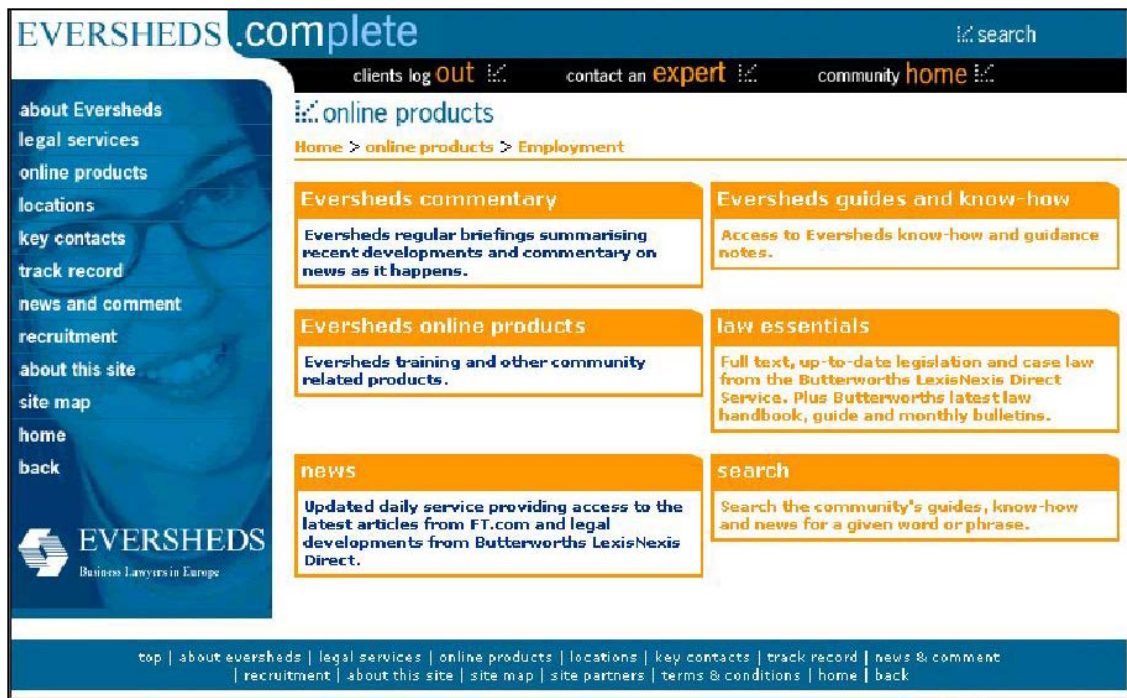 EVERSHEDS .complete
search
clients log out
contact an expert
community home
about Eversheds
legal services
online products
locations
key contacts
track record
news and comment
recruitment
about this site
site map
home
back
EVERSHEDS
Business Lawyers in Europe
online products
Home > online products > Employment
Eversheds commentary
Eversheds regular briefings summarising
recent developments and commentary on
news as it happens.
Eversheds guides and know-how
Access to Eversheds know-how and guidance
notes.
Eversheds online products
Eversheds training and other community
related products.
law essentials
Full text, up-to-date legislation and case law
from the Butterworths LexisNexis Direct
Service. Plus Butterworths latest law
handbook, guide and monthly bulletins.
news
Updated daily service providing access to the
latest articles from FT.com and legal
developments from Butterworths LexisNexis
Direct.
search
Search the community's guides, know-how
and news for a given word or phrase.
top | about eversheds | legal services | online products | locations | key contacts | track record | news & comment
| recruitment | about this site | site map | site partners | terms & conditions | home | back